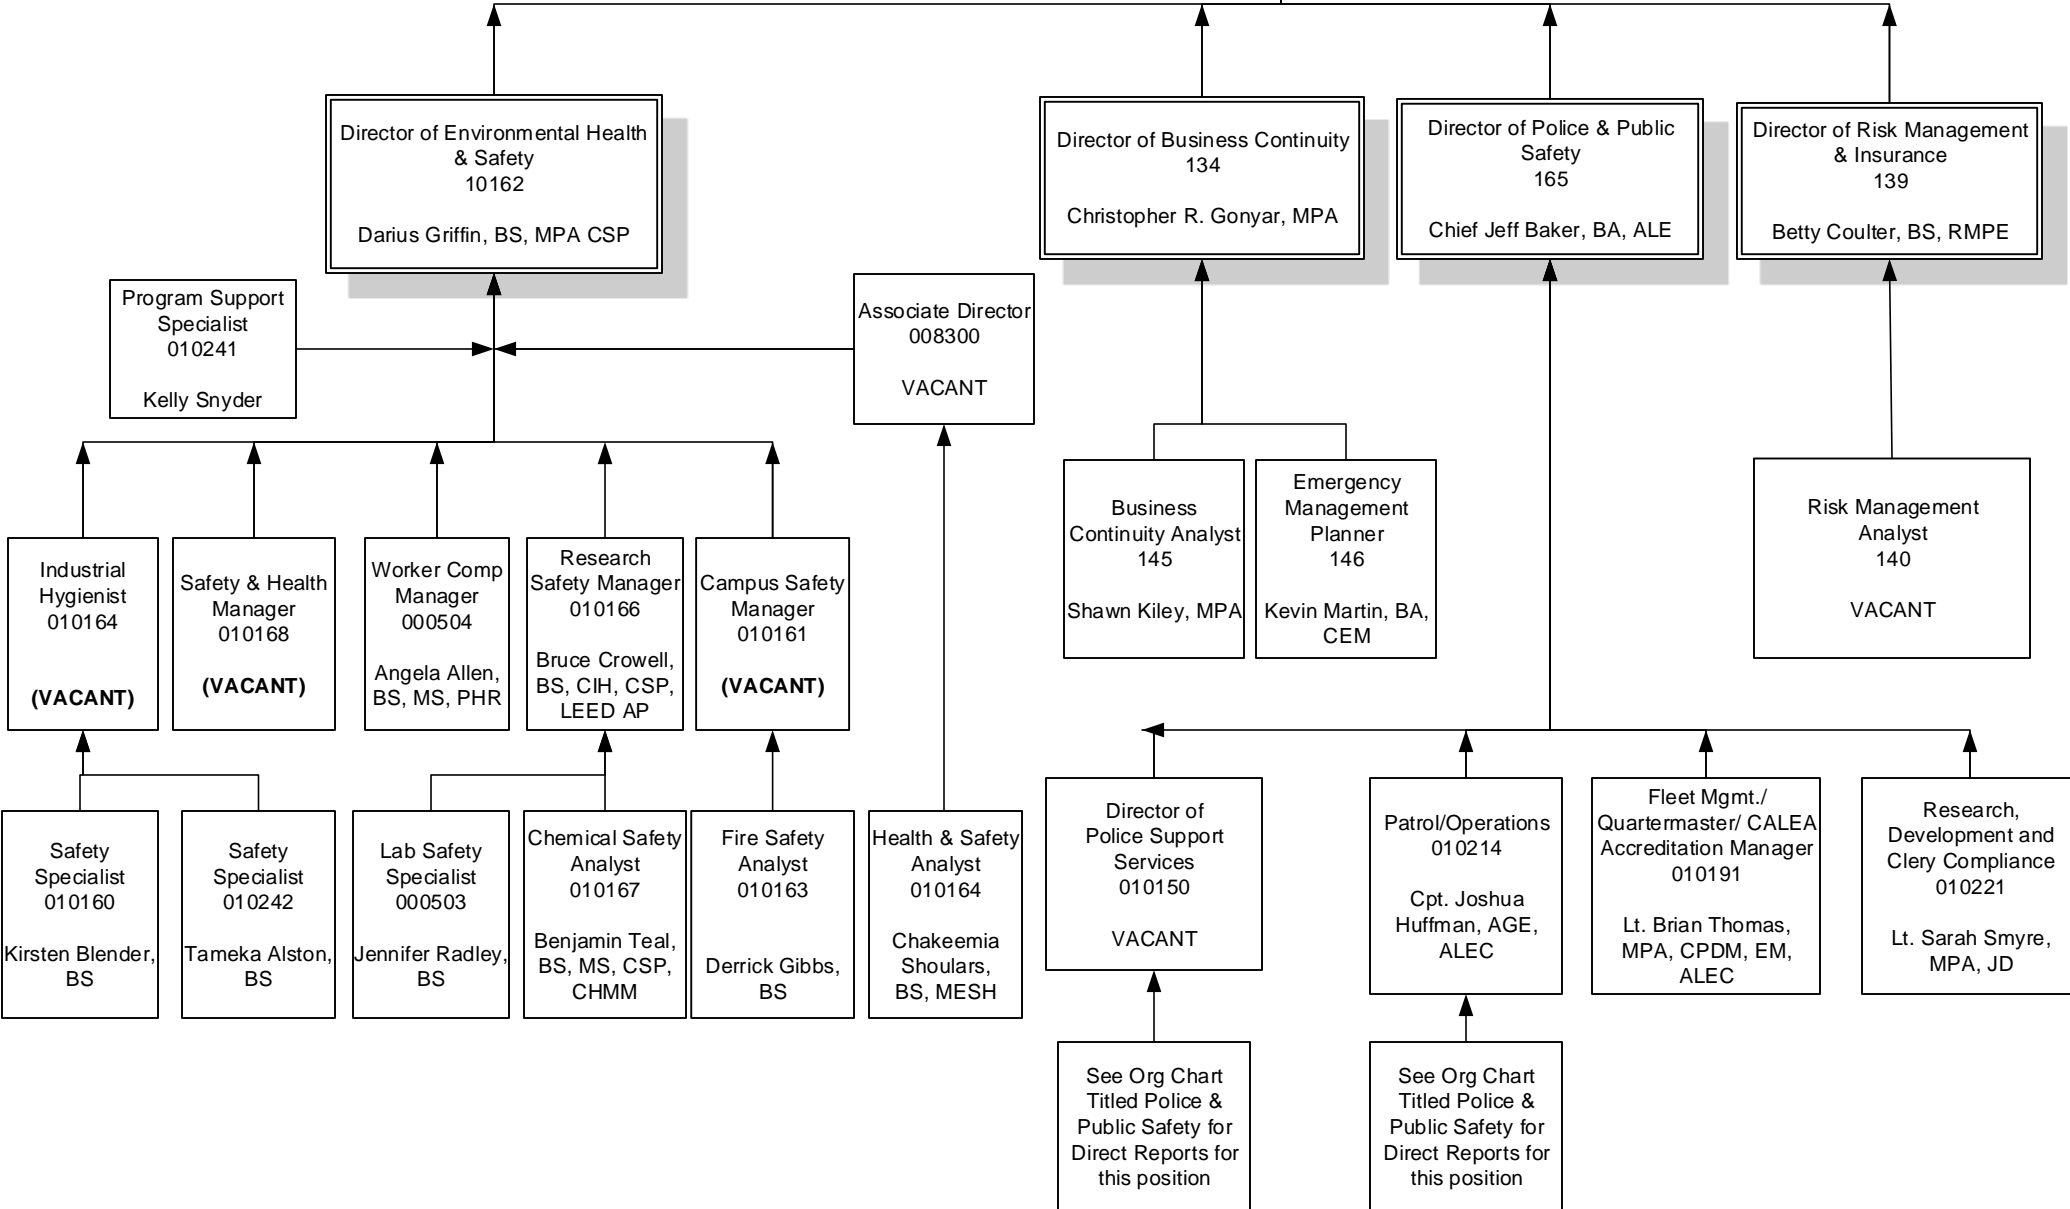 Director of Environmental Health
& Safety
10162
Darius Griffin, BS, MPA CSP
Director of Business Continuity
134
Christopher R. Gonyar, MPA
Director of Police & Public
Safety
165
Chief Jeff Baker, BA, ALE
Director of Risk Management
& Insurance
139
Betty Coulter, BS, RMPE
Program Support
Specialist
010241
Kelly Snyder
Associate Director
008300
VACANT
Industrial
Hygienist
010164
(VACANT)
Safety & Health
Manager
010168
(VACANT)
Worker Comp
Manager
000504
Angela Allen,
BS, MS, PHR
Research
Safety Manager
010166
Bruce Crowell,
BS, CIH, CSP,
LEED AP
Campus Safety
Manager
010161
(VACANT)
Business
Continuity Analyst
145
Shawn Kiley, MPA
Emergency
Management
Planner
146
Kevin Martin, BA,
CEM
Risk Management
Analyst
140
VACANT
Safety
Specialist
010160
Kirsten Blender,
BS
Safety
Specialist
010242
Tameka Alston,
BS
Lab Safety
Specialist
000503
Jennifer Radley,
BS
Chemical Safety
Analyst
010167
Benjamin Teal,
BS, MS, CSP,
CHMM
Fire Safety
Analyst
010163
Derrick Gibbs,
BS
Health & Safety
Analyst
010164
Chakeemia
Shoulars,
BS, MESH
Director of
Police Support
Services
010150
VACANT
Patrol/Operations
010214
Cpt. Joshua
Huffman, AGE,
ALEC
Fleet Mgmt./
Quartermaster/ CALEA
Accreditation Manager
010191
Lt. Brian Thomas,
MPA, CPDM, EM,
ALEC
Research,
Development and
Clery Compliance
010221
Lt. Sarah Smyre,
MPA, JD
See Org Chart
Titled Police &
Public Safety for
Direct Reports for
this position
See Org Chart
Titled Police &
Public Safety for
Direct Reports for
this position